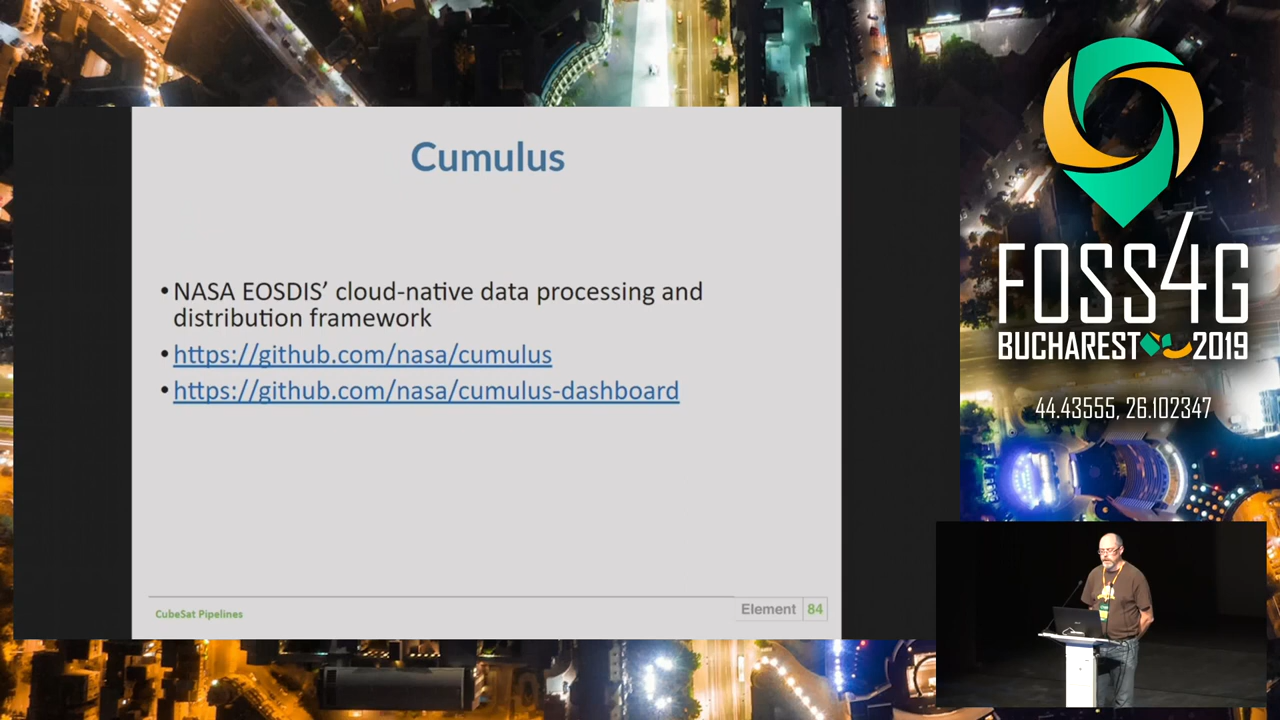 Cumulus
• NASA EOSDIS’ cloud-native data processing and
distribution framework
• https://github.com/nasa/cumulus
• https://github.com/nasa/cumulus-dashboard
CubeSat Pipelines
Element 84
FOSS4G
BUCHAREST 2019
44.43555, 26.102347